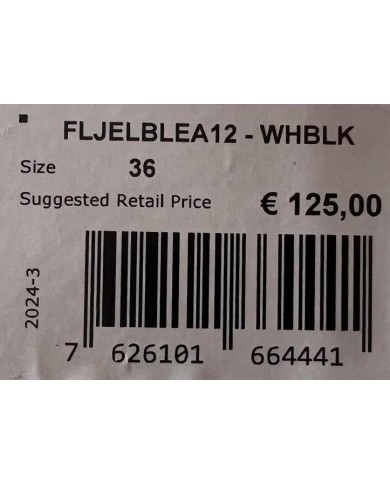 FLJELBLEA12 - WHBLK
Size 36
Suggested Retail Price € 125,00
2024-3
7 626101 664441